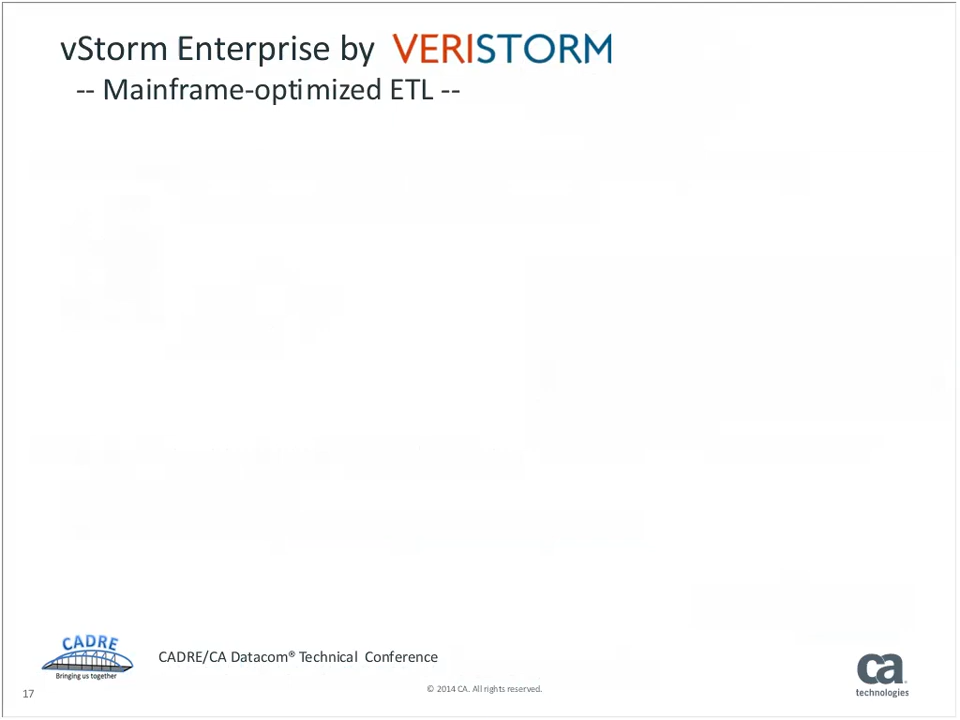 vStorm Enterprise by VERISTORM
-- Mainframe-optimized ETL --
CADRE
Bringing us together
CADRE/CA Datacom® Technical Conference
17
© 2014 CA. All rights reserved.
ca
technologies